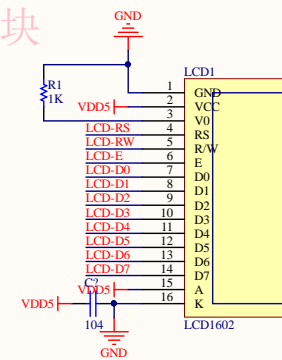 块
GND
LCD1
R1
1K
1 GND
VDD5 2 VCC
3 V0
LCD-RS 4 RS
LCD-RW 5 R/W
LCD-E 6 E
LCD-D0 7 D0
LCD-D1 8 D1
LCD-D2 9 D2
LCD-D3 10 D3
LCD-D4 11 D4
LCD-D5 12 D5
LCD-D6 13 D6
LCD-D7 14 D7
C?
VDD5 15 A
VDD5 16 K
104
LCD1602
GND